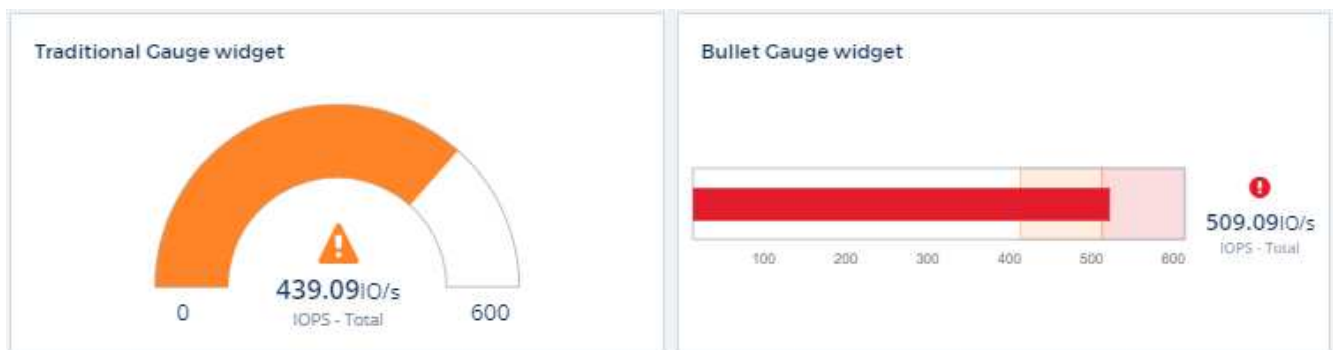 Traditional Gauge widget
439.09IO/s
0
IOPS - Total
600
Bullet Gauge widget
509.09IO/s
IOPS - Total
100 200 300 400 500 600